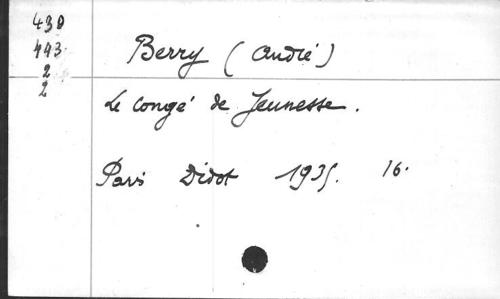 430
443
2
2
Berry (André)
Le congé de Jeunesse.
Paris Didot 1935. 16.